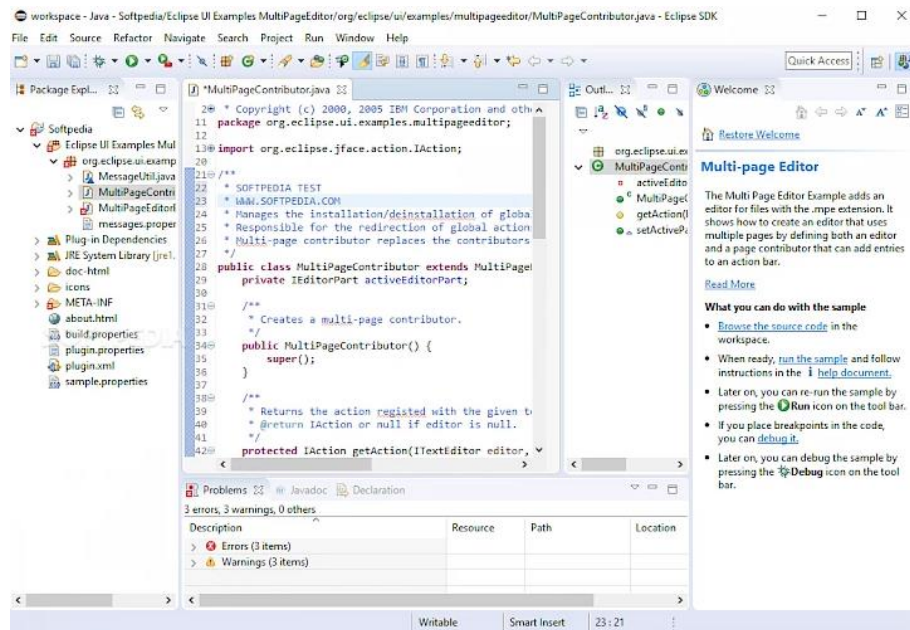 workspace - Java - Softpedia/Eclipse UI Examples MultiPageEditor/org/eclipse/ui/examples/multipageeditor/MultiPageContributor.java - Eclipse SDK
File Edit Source Refactor Navigate Search Project Run Window Help
Quick Access
Package Expl...
Softpedia
Eclipse UI Examples Mul
org.eclipse.ui.examp
MessageUtil.java
MultiPageContri
MultiPageEditorI
messages.proper
Plug-in Dependencies
JRE System Library [jre1.
doc-html
icons
META-INF
about.html
build.properties
plugin.properties
plugin.xml
sample.properties
*MultiPageContributor.java
2 * Copyright (c) 2000, 2005 IBM Corporation and othe
11 package org.eclipse.ui.examples.multipageeditor;
12
13 import org.eclipse.jface.action.IAction;
20
21 /**
22 * SOFTPEDIA TEST
23 * WWW.SOFTPEDIA.COM
24 * Manages the installation/deinstallation of globa
25 * Responsible for the redirection of global action
26 * Multi-page contributor replaces the contributors
27 */
28 public class MultiPageContributor extends MultiPageE
29 private IEditorPart activeEditorPart;
30
31 /**
32 * Creates a multi-page contributor.
33 */
34 public MultiPageContributor() {
35 super();
36 }
37
38 /**
39 * Returns the action registed with the given te
40 * @return IAction or null if editor is null.
41 */
42 protected IAction getAction(ITextEditor editor,
Outl...
org.eclipse.ui.ex
MultiPageContri
activeEdito
MultiPageC
getAction(I
setActivePa
Welcome
Restore Welcome
Multi-page Editor
The Multi Page Editor Example adds an
editor for files with the .mpe extension. It
shows how to create an editor that uses
multiple pages by defining both an editor
and a page contributor that can add entries
to an action bar.
Read More
What you can do with the sample
• Browse the source code in the
workspace.
• When ready, run the sample and follow
instructions in the help document.
• Later on, you can re-run the sample by
pressing the Run icon on the tool bar.
• If you place breakpoints in the code,
you can debug it.
• Later on, you can debug the sample by
pressing the Debug icon on the tool
bar.
Problems Javadoc Declaration
3 errors, 3 warnings, 0 others
Description Resource Path Location
Errors (3 items)
Warnings (3 items)
Writable Smart Insert 23 : 21